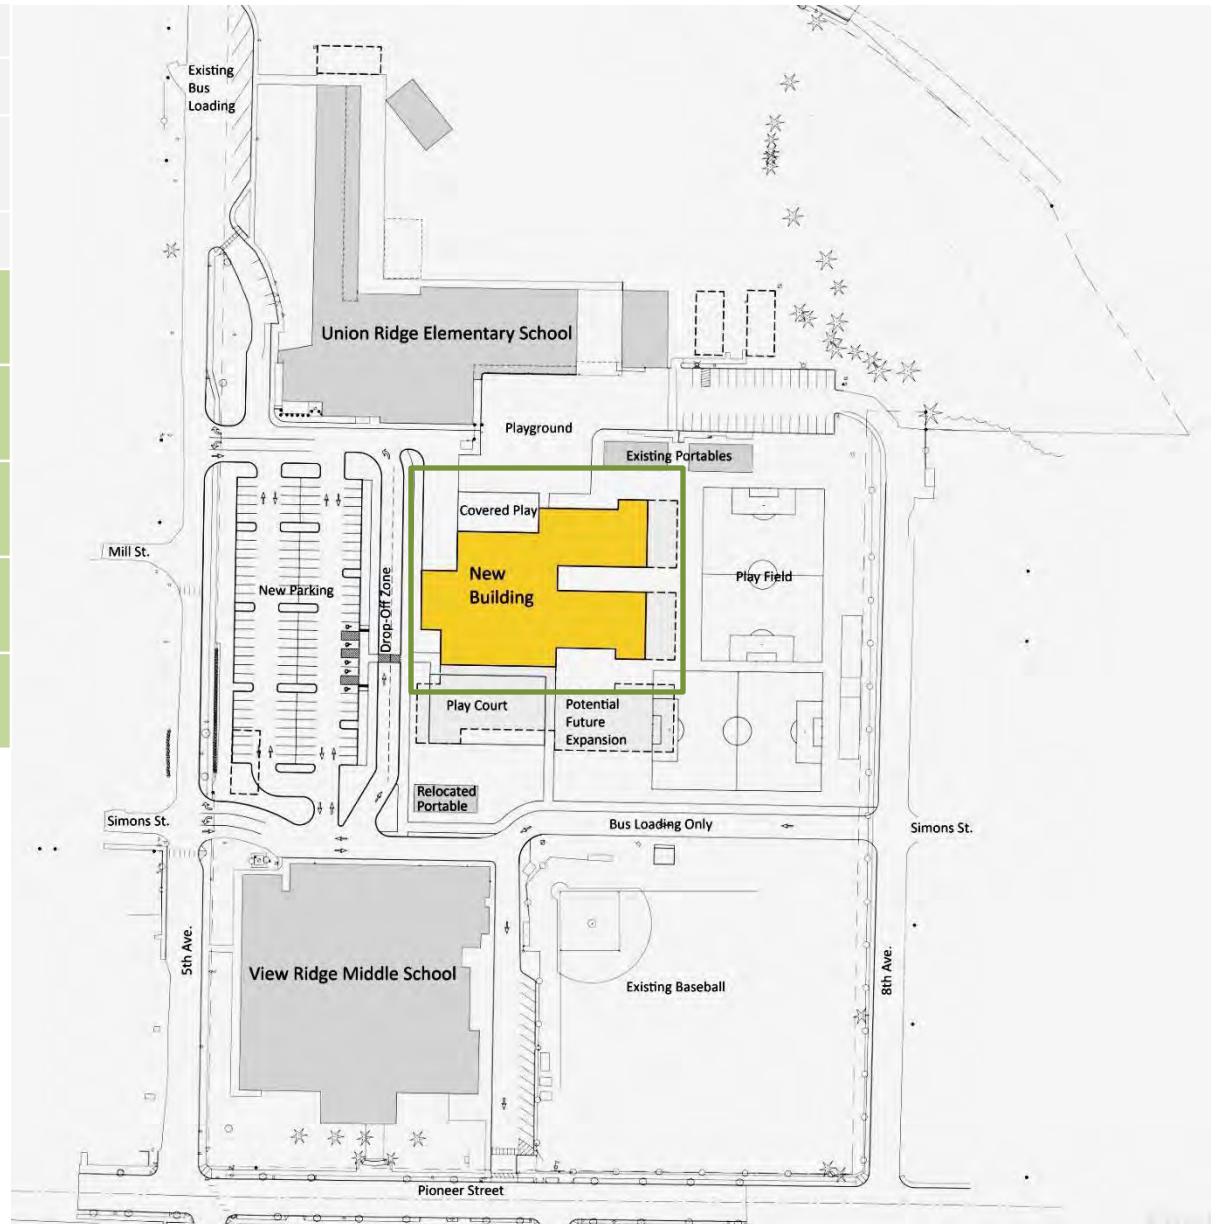 Existing
Bus
Loading
Union Ridge Elementary School
Playground
Existing Portables
Covered Play
Mill St.
New Parking
Drop-Off Zone
New
Building
Play Field
Play Court
Potential
Future
Expansion
Relocated
Portable
Simons St.
Bus Loading Only
Simons St.
5th Ave.
View Ridge Middle School
Existing Baseball
8th Ave.
Pioneer Street